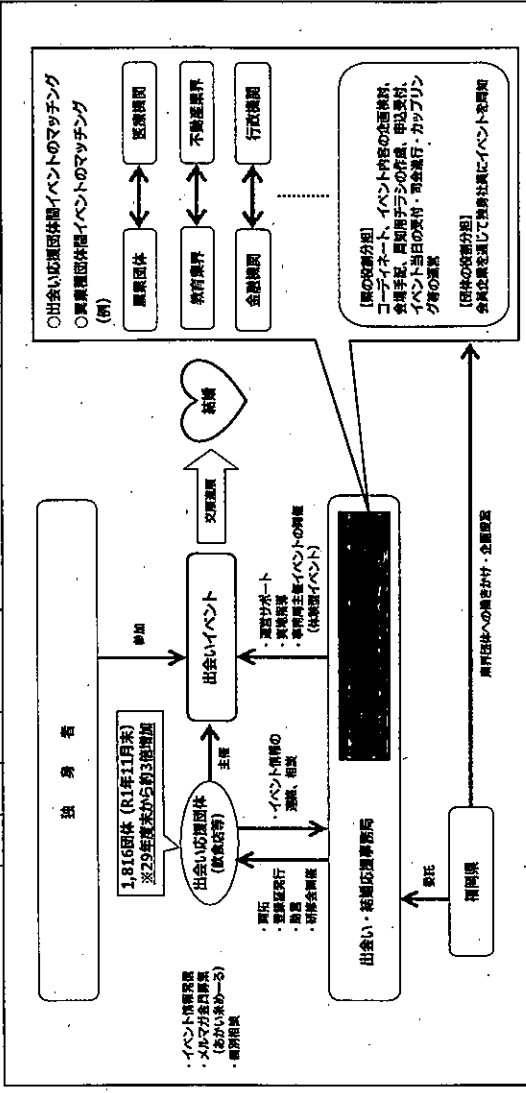 独身者
1,816団体（R1年11月末）
※29年度末から約3倍増加
・イベント情報発信
・メルマガ会員募集
（あかい糸めーる）
・個別相談
出会い応援団体
（飲食店等）
主催
参加
出会いイベント
交際進展
結婚
・開拓
・登録証発行
・助言
・研修会開催
・イベント情報の
連絡、相談
・運営サポート
・実地指導
・事務局主催イベントの開催
（体験型イベント）
出会い・結婚応援事務局
委託
福岡県
業界団体への働きかけ・企画提案
○出会い応援団体間イベントのマッチング
○異業種団体間イベントのマッチング
（例）
農業団体
医療機関
教育業界
不動産業界
金融機関
行政機関
【県の役割分担】
コーディネート、イベント内容の企画検討、
会場手配、周知用チラシの作成、申込受付、
イベント当日の受付・司会進行・カップリン
グ等の運営
【団体の役割分担】
会員企業を通じて独身社員にイベントを周知